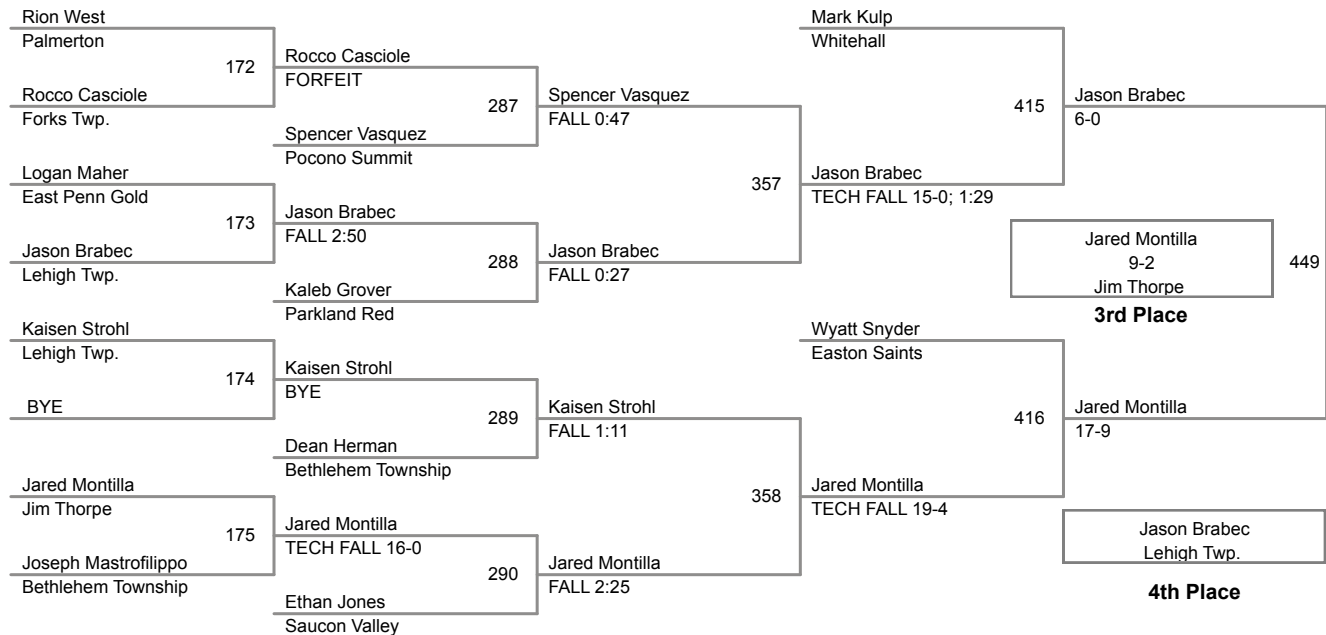 Rion West
Palmerton
172
Rocco Casciole
FORFEIT
Rocco Casciole
Forks Twp.
287
Spencer Vasquez
FALL 0:47
Spencer Vasquez
Pocono Summit
Logan Maher
East Penn Gold
173
Jason Brabec
FALL 2:50
Jason Brabec
Lehigh Twp.
288
Jason Brabec
FALL 0:27
Kaleb Grover
Parkland Red
357
Jason Brabec
TECH FALL 15-0; 1:29
Mark Kulp
Whitehall
415
Jason Brabec
6-0
Kaisen Strohl
Lehigh Twp.
174
Kaisen Strohl
BYE
BYE
289
Kaisen Strohl
FALL 1:11
Dean Herman
Bethlehem Township
Jared Montilla
Jim Thorpe
175
Jared Montilla
TECH FALL 16-0
Joseph Mastrofilippo
Bethlehem Township
290
Jared Montilla
FALL 2:25
Ethan Jones
Saucon Valley
358
Jared Montilla
TECH FALL 19-4
Wyatt Snyder
Easton Saints
416
Jared Montilla
17-9
Jared Montilla
9-2
Jim Thorpe
449
3rd Place
Jason Brabec
Lehigh Twp.
4th Place